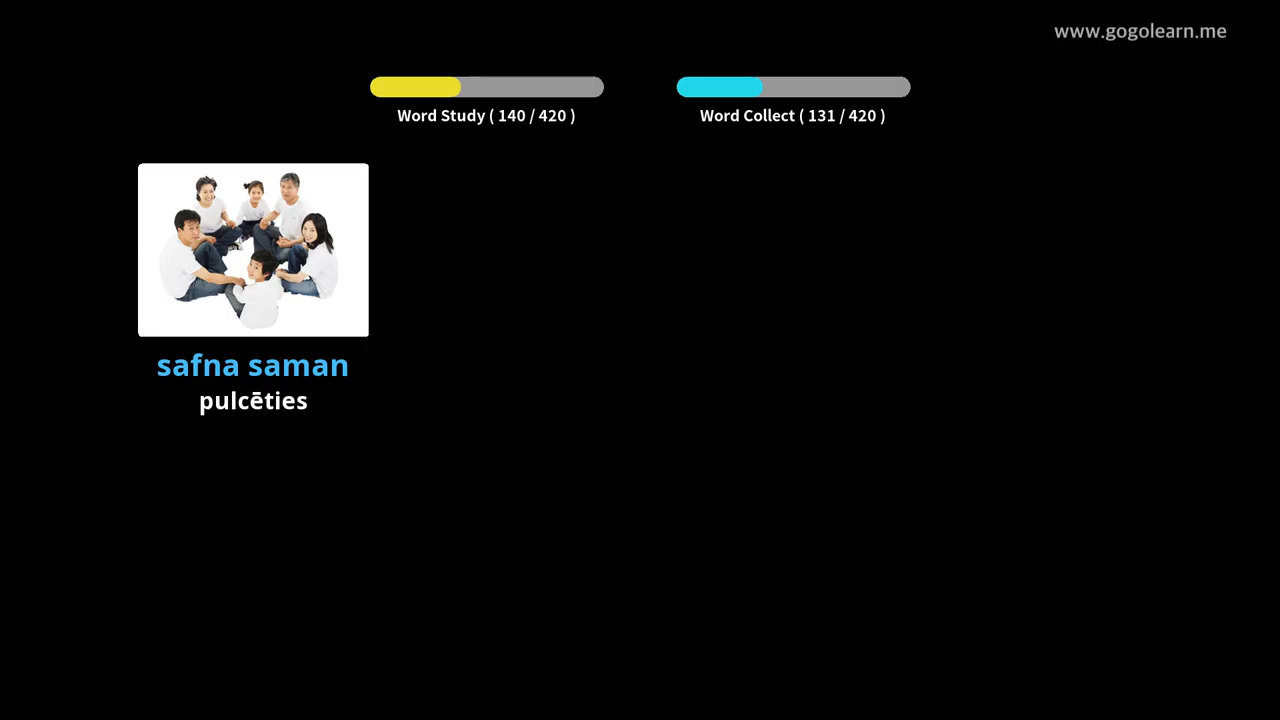 www.gogolearn.me
Word Study ( 140 / 420 )
Word Collect ( 131 / 420 )
safna saman
pulcēties